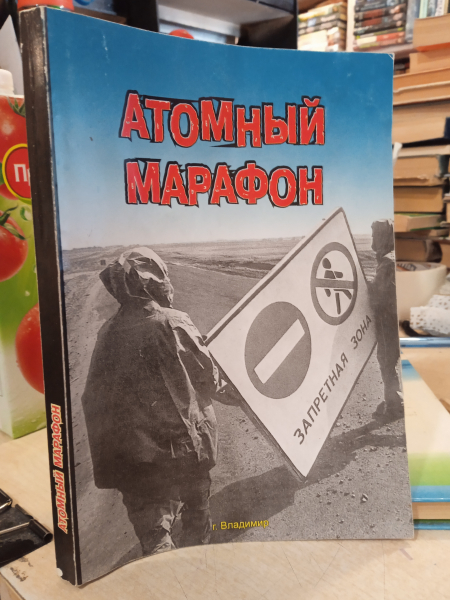 АТОМНЫЙ
МАРАФОН
ЗАПРЕТНАЯ ЗОНА
г. Владимир
АТОМНЫЙ МАРАФОН